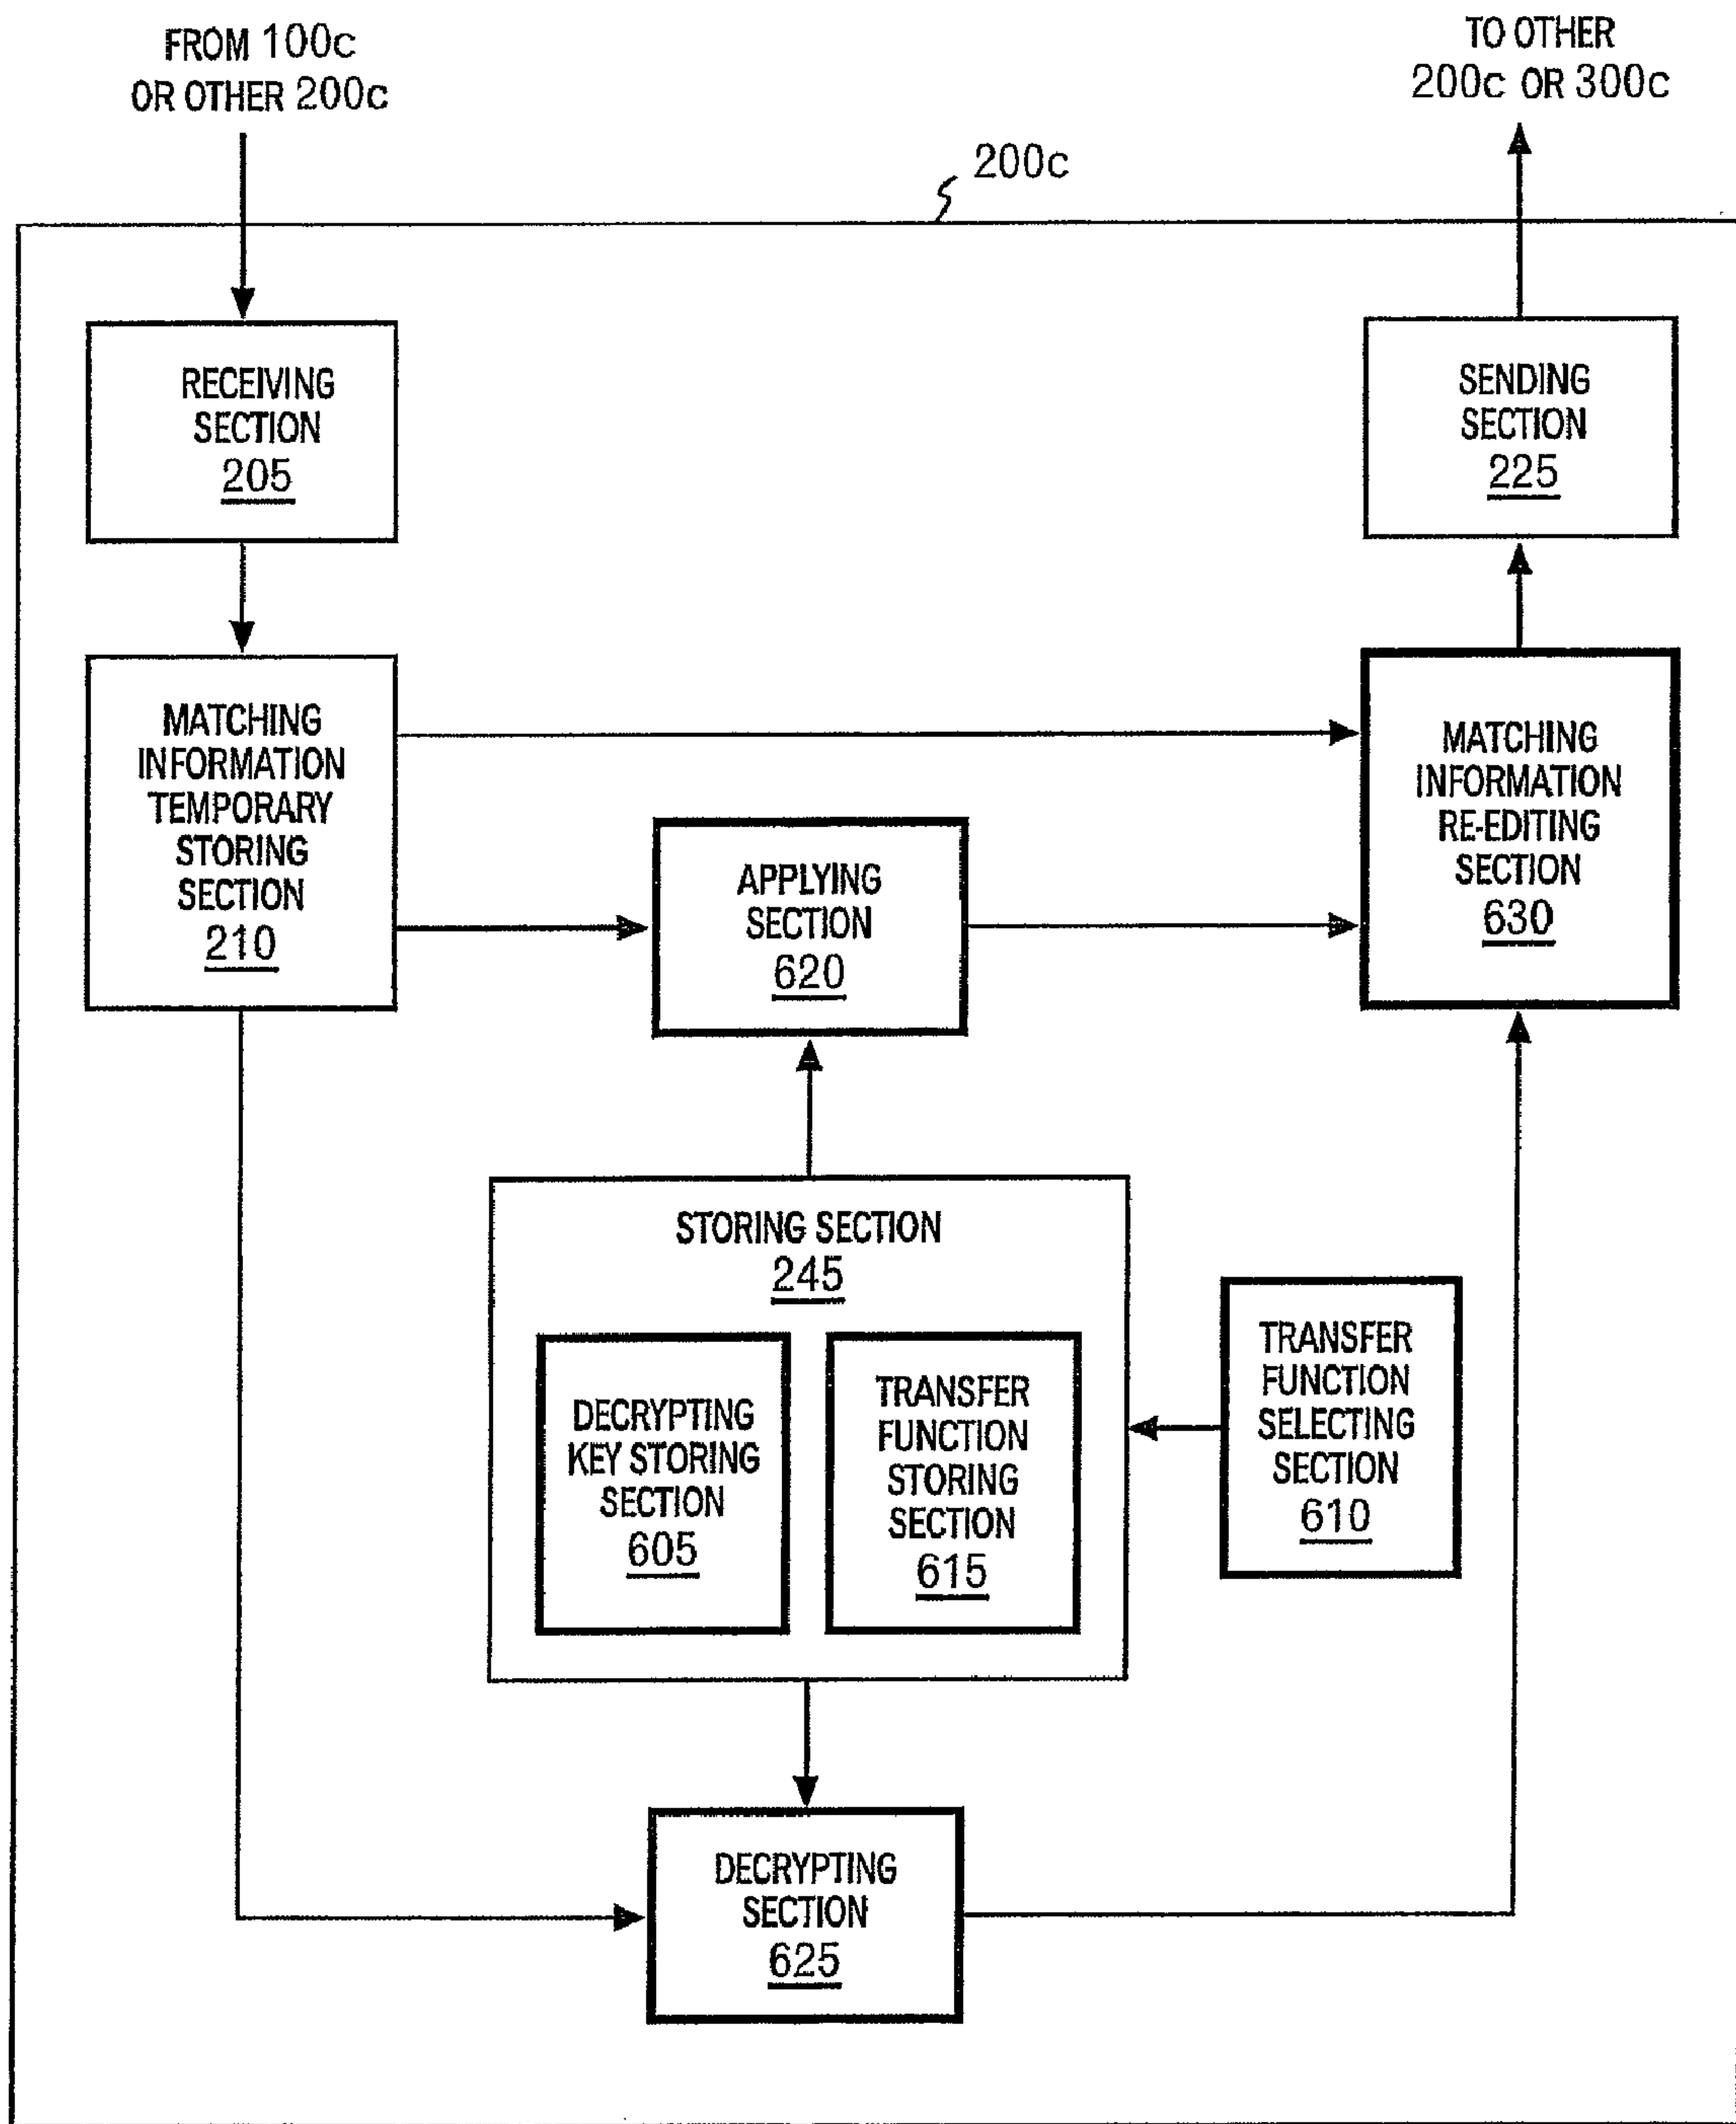 FROM 100c
OR OTHER 200c
TO OTHER
200c OR 300c
200c
RECEIVING
SECTION
205
SENDING
SECTION
225
MATCHING
INFORMATION
TEMPORARY
STORING
SECTION
210
APPLYING
SECTION
620
MATCHING
INFORMATION
RE-EDITING
SECTION
630
STORING SECTION
245
DECRYPTING
KEY STORING
SECTION
605
TRANSFER
FUNCTION
STORING
SECTION
615
TRANSFER
FUNCTION
SELECTING
SECTION
610
DECRYPTING
SECTION
625